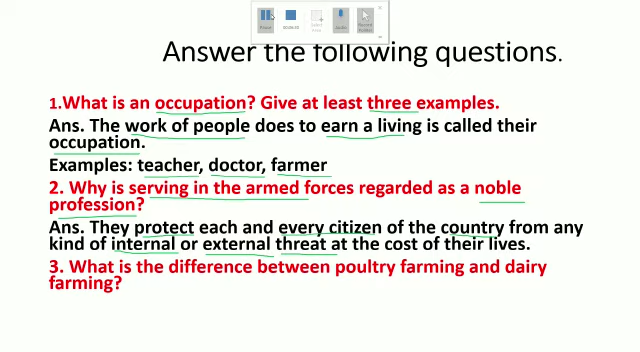 Answer the following questions.
1.What is an occupation? Give at least three examples.
Ans. The work of people does to earn a living is called their
occupation.
Examples: teacher, doctor, farmer
2. Why is serving in the armed forces regarded as a noble
profession?
Ans. They protect each and every citizen of the country from any
kind of internal or external threat at the cost of their lives.
3. What is the difference between poultry farming and dairy
farming?